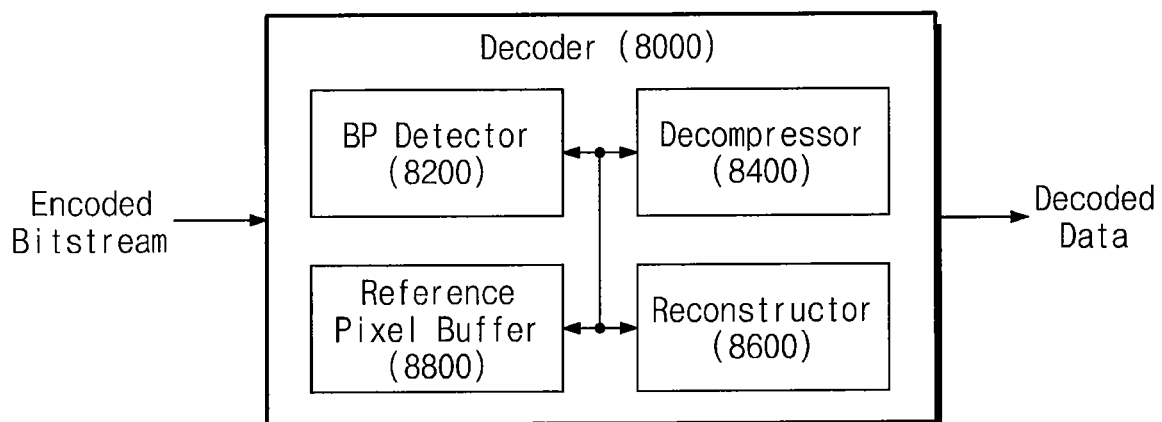 Decoder (8000)
BP Detector
(8200)
Decompressor
(8400)
Encoded
Bitstream
Decoded
Data
Reference
Pixel Buffer
(8800)
Reconstructor
(8600)